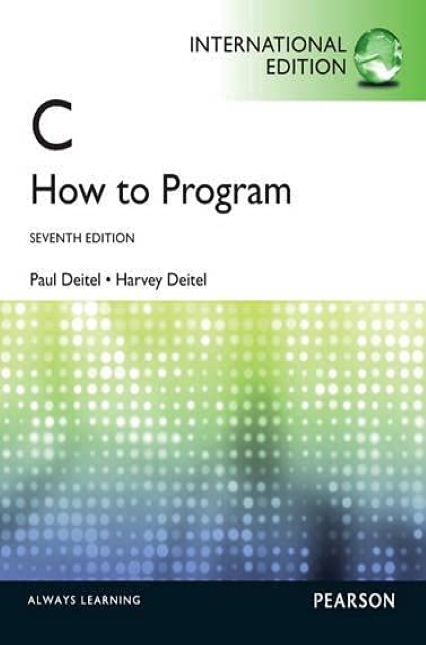 INTERNATIONAL
EDITION
C
How to Program
SEVENTH EDITION
Paul Deitel • Harvey Deitel
ALWAYS LEARNING
PEARSON